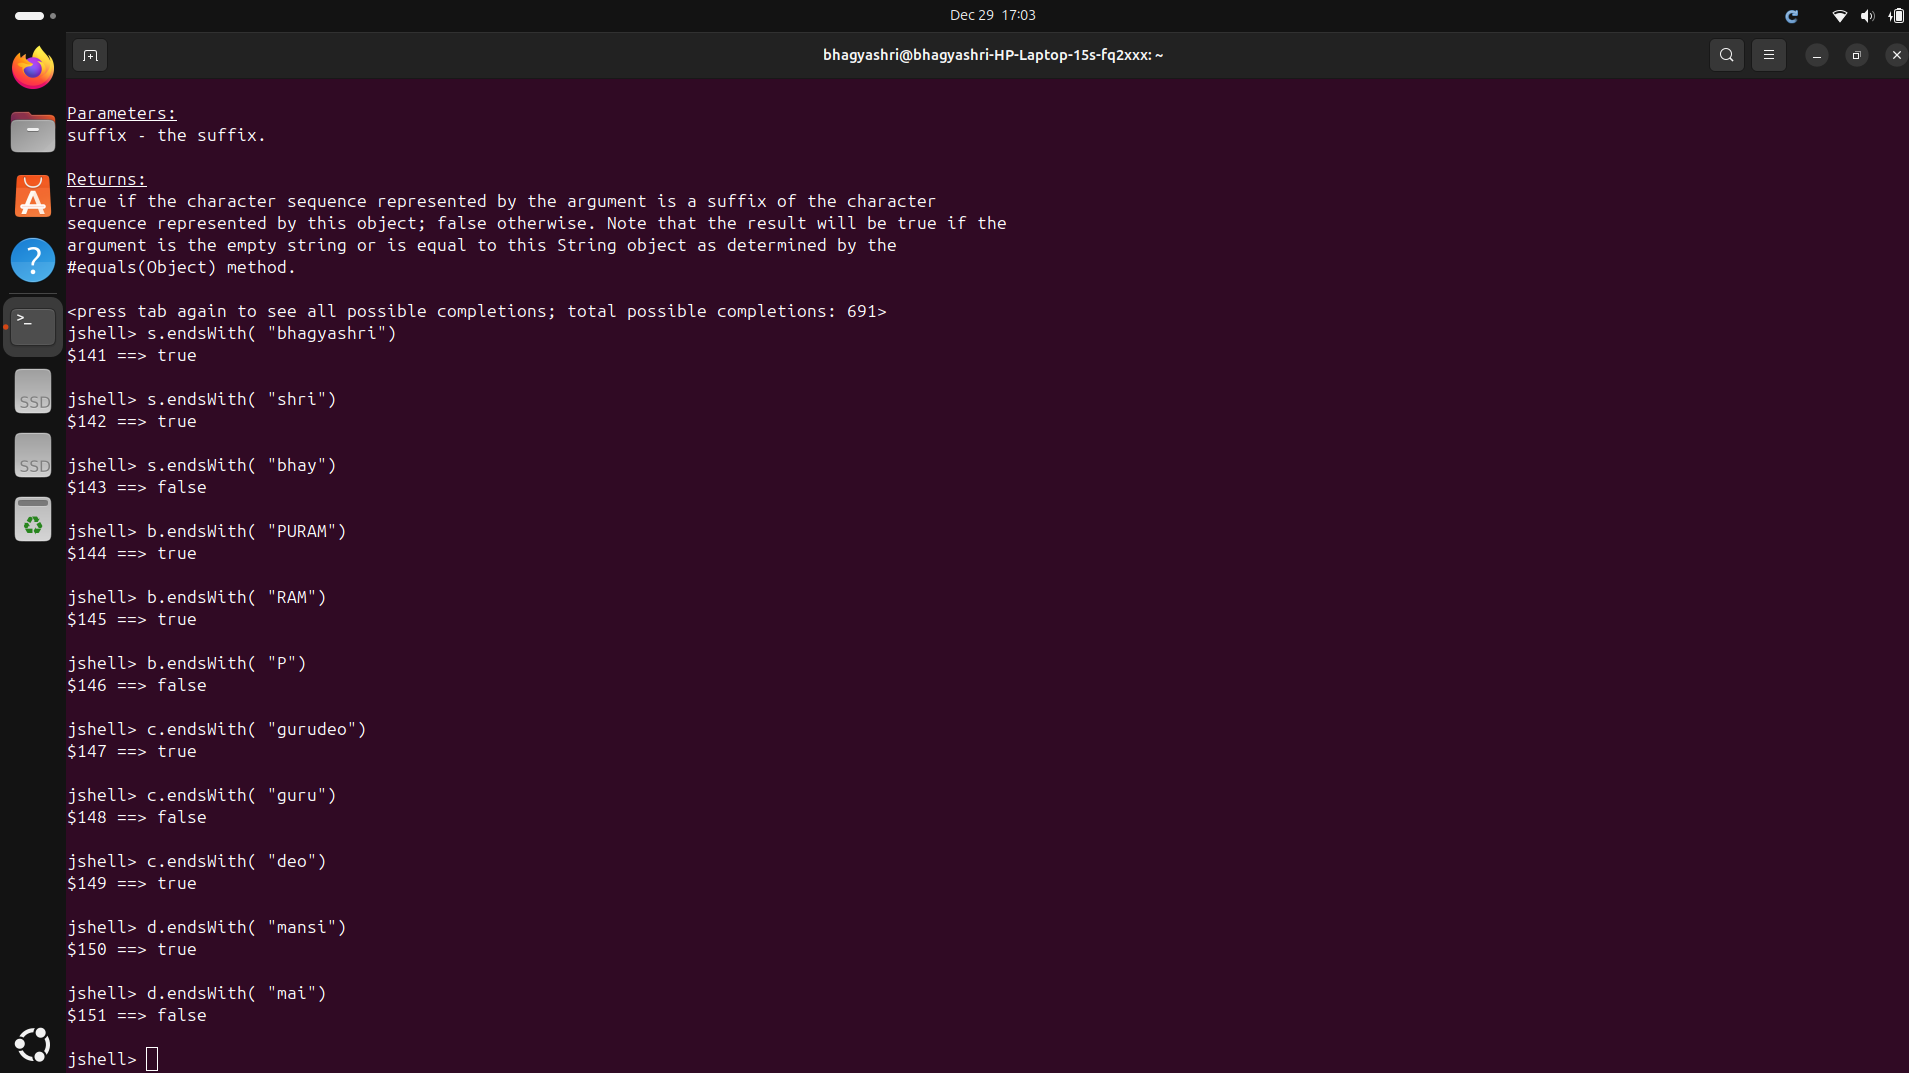 Dec 29 17:03
bhagyashri@bhagyashri-HP-Laptop-15s-fq2xxx: ~
Parameters:
suffix - the suffix.
Returns:
true if the character sequence represented by the argument is a suffix of the character
sequence represented by this object; false otherwise. Note that the result will be true if the
argument is the empty string or is equal to this String object as determined by the
#equals(Object) method.
<press tab again to see all possible completions; total possible completions: 691>
jshell> s.endsWith( "bhagyashri")
$141 ==> true
jshell> s.endsWith( "shri")
$142 ==> true
jshell> s.endsWith( "bhay")
$143 ==> false
jshell> b.endsWith( "PURAM")
$144 ==> true
jshell> b.endsWith( "RAM")
$145 ==> true
jshell> b.endsWith( "P")
$146 ==> false
jshell> c.endsWith( "gurudeo")
$147 ==> true
jshell> c.endsWith( "guru")
$148 ==> false
jshell> c.endsWith( "deo")
$149 ==> true
jshell> d.endsWith( "mansi")
$150 ==> true
jshell> d.endsWith( "mai")
$151 ==> false
jshell>
SSD
SSD